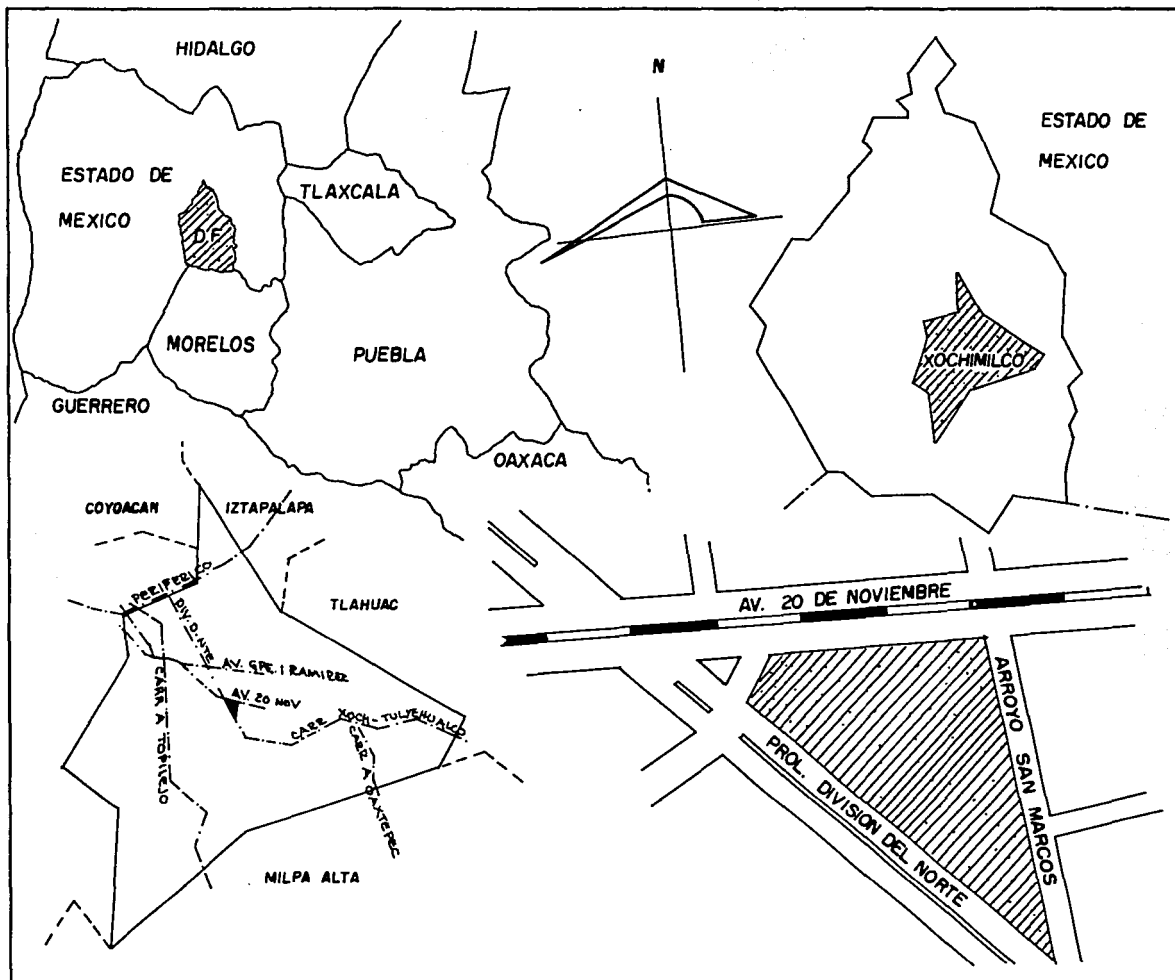 HIDALGO
N
ESTADO DE
MEXICO
ESTADO DE
MEXICO
TLAXCALA
D.F.
MORELOS
PUEBLA
XOCHIMILCO
GUERRERO
OAXACA
COYOACAN
IZTAPALAPA
PERIFERICO
TLAHUAC
DIV. D. NTE
AV. GPE. I RAMIREZ
AV. 20 NOV
CARR A TOPILEJO
CARR XOCH-TULYEHUALCO
CARR A OAXTEPEC
MILPA ALTA
AV. 20 DE NOVIEMBRE
ARROYO SAN MARCOS
PROL. DIVISION DEL NORTE